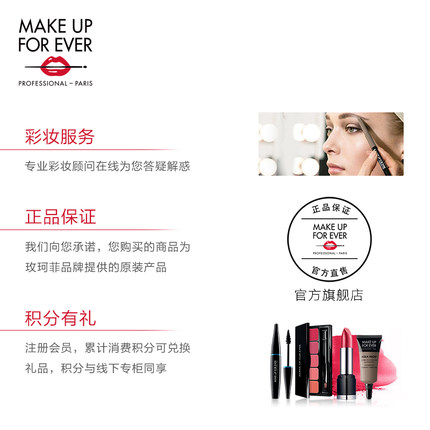 MAKE UP
FOR EVER
PROFESSIONAL – PARIS
彩妆服务
专业彩妆顾问在线为您答疑解惑
正品保证
我们向您承诺，您购买的商品为
玫珂菲品牌提供的原装产品
积分有礼
注册会员，累计消费积分可兑换
礼品，积分与线下专柜同享
正品保证
MAKE UP
FOR EVER
PROFESSIONAL – PARIS
官方直售
官方旗舰店
MAKE UP
FOR EVER